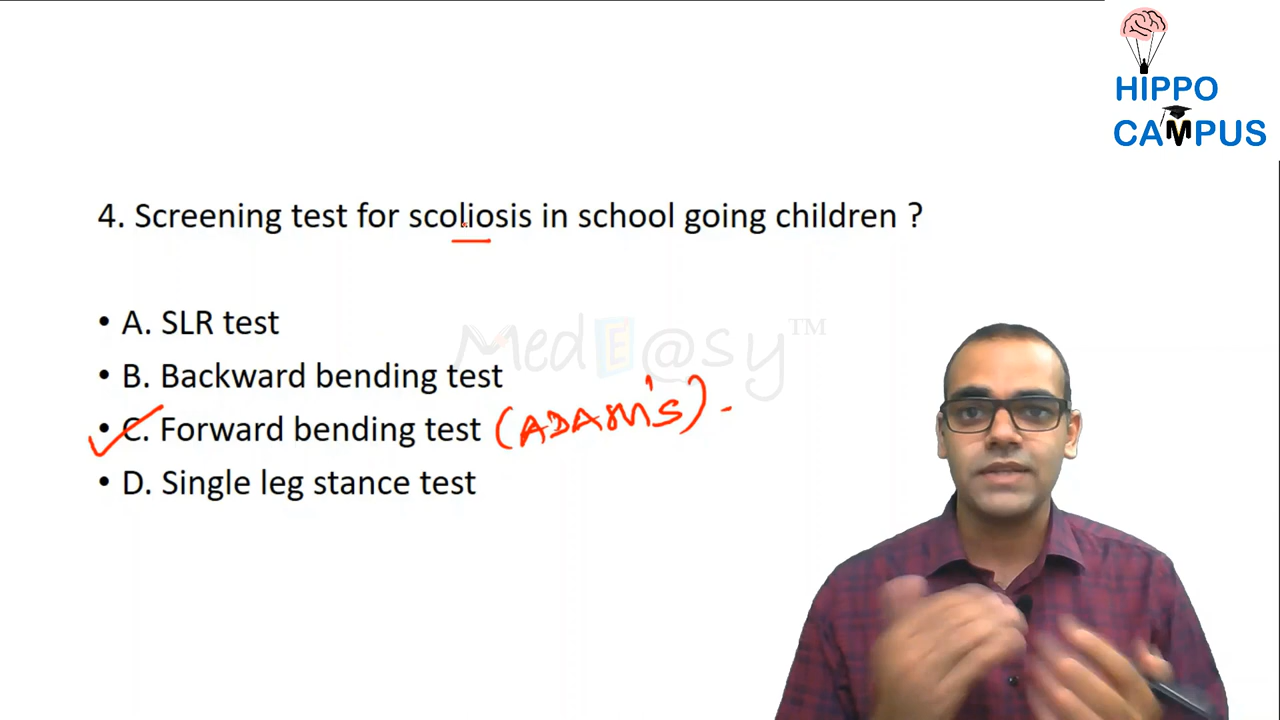 HIPPO
CAMPUS
4. Screening test for scoliosis in school going children ?
• A. SLR test
MedE@sy™
• B. Backward bending test
• C. Forward bending test (ADAM'S).
• D. Single leg stance test